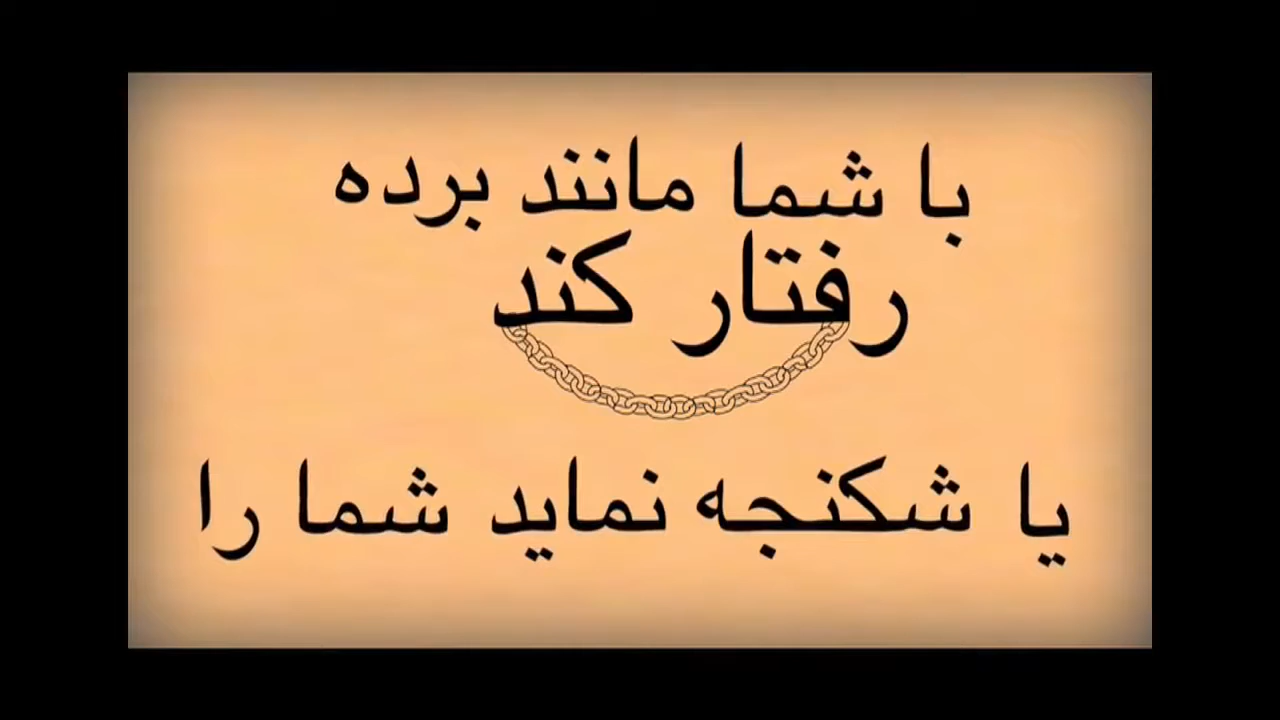 با شما مانند برده
رفتار کند
یا شکنجه نماید شما را